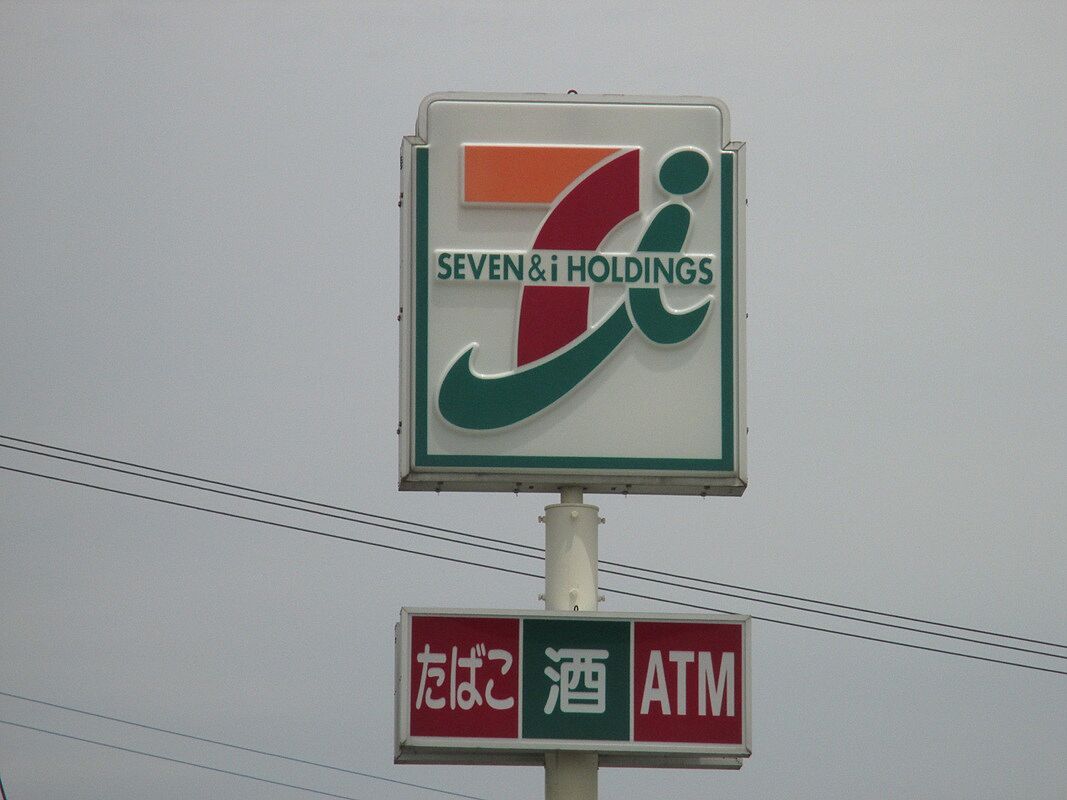 SEVEN&i HOLDINGS
たばこ 酒 ATM